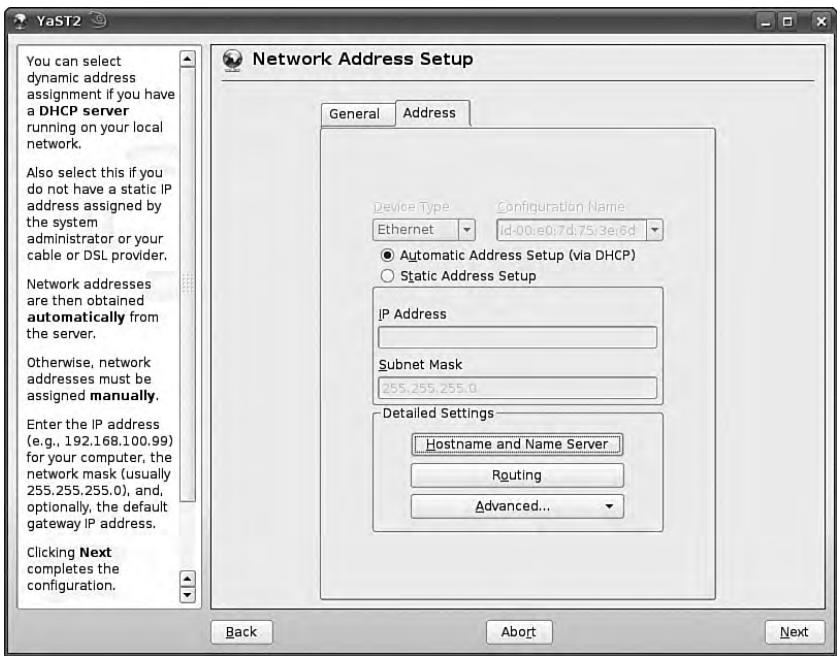 YaST2
You can select
dynamic address
assignment if you have
a DHCP server
running on your local
network.
Also select this if you
do not have a static IP
address assigned by
the system
administrator or your
cable or DSL provider.
Network addresses
are then obtained
automatically from
the server.
Otherwise, network
addresses must be
assigned manually.
Enter the IP address
(e.g., 192.168.100.99)
for your computer, the
network mask (usually
255.255.255.0), and,
optionally, the default
gateway IP address.
Clicking Next
completes the
configuration.
Network Address Setup
General Address
Device Type Configuration Name
Ethernet id-00:e0:7d:75:3e:6d
Automatic Address Setup (via DHCP)
Static Address Setup
IP Address
Subnet Mask
255.255.255.0
Detailed Settings
Hostname and Name Server
Routing
Advanced...
Back Abort Next